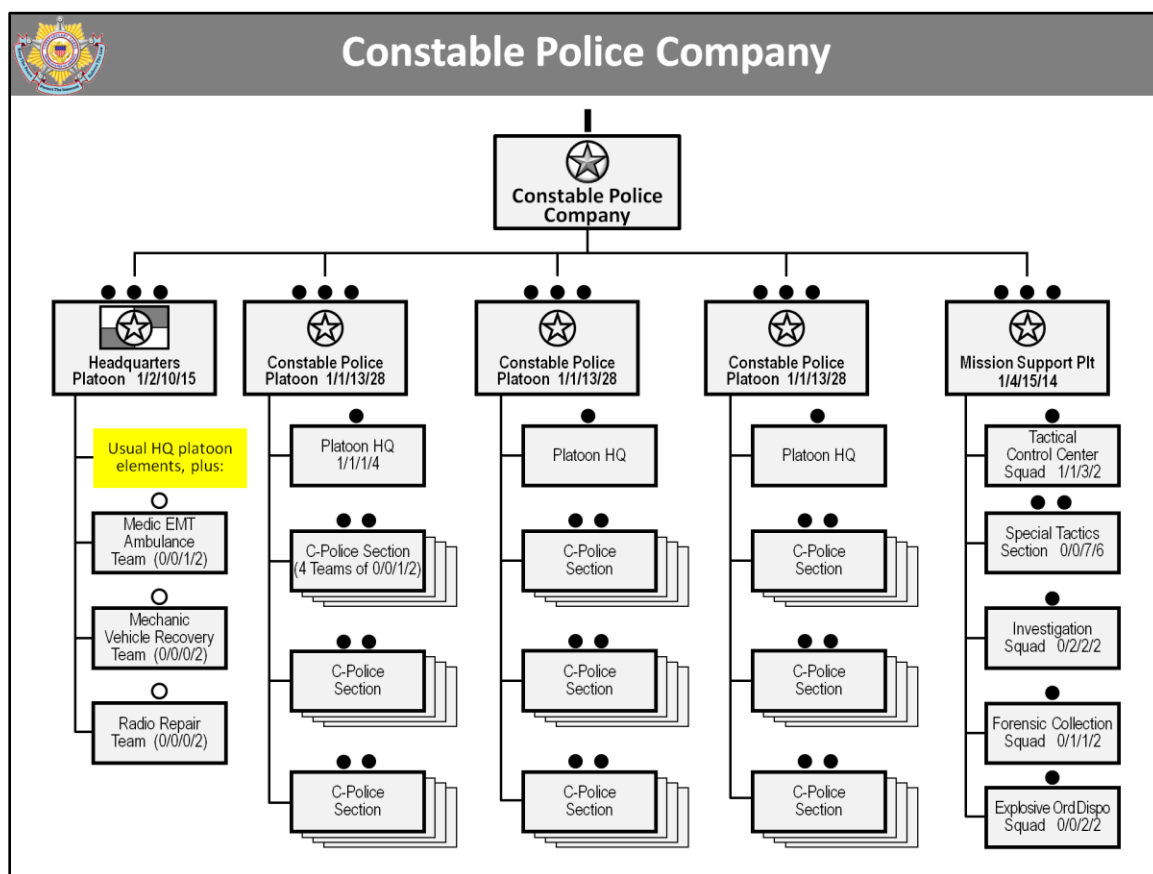 Constable Police Company
Constable Police
Company
Headquarters
Platoon 1/2/10/15
Usual HQ platoon
elements, plus:
Medic EMT
Ambulance
Team (0/0/1/2)
Mechanic
Vehicle Recovery
Team (0/0/0/2)
Radio Repair
Team (0/0/0/2)
Constable Police
Platoon 1/1/13/28
Platoon HQ
1/1/1/4
C-Police Section
(4 Teams of 0/0/1/2)
C-Police
Section
C-Police
Section
Constable Police
Platoon 1/1/13/28
Platoon HQ
C-Police
Section
C-Police
Section
C-Police
Section
Constable Police
Platoon 1/1/13/28
Platoon HQ
C-Police
Section
C-Police
Section
C-Police
Section
Mission Support Plt
1/4/15/14
Tactical
Control Center
Squad 1/1/3/2
Special Tactics
Section 0/0/7/6
Investigation
Squad 0/2/2/2
Forensic Collection
Squad 0/1/1/2
Explosive Ord Dispo
Squad 0/0/2/2